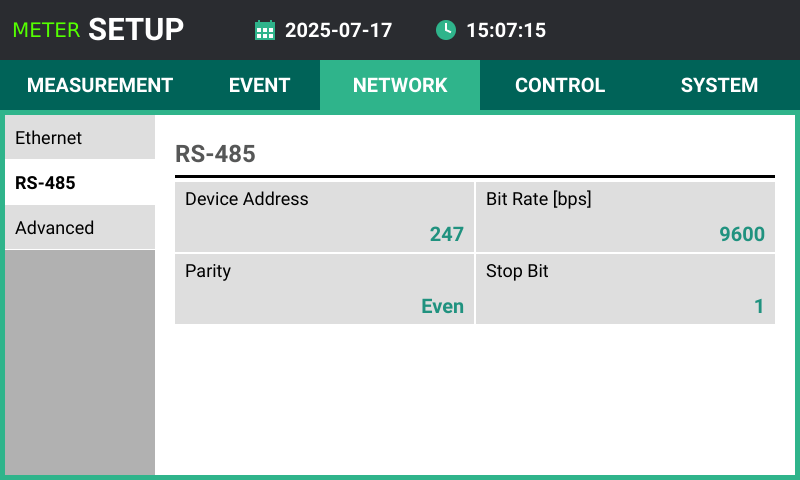 METER SETUP 2025-07-17 15:07:15
MEASUREMENT EVENT NETWORK CONTROL SYSTEM
Ethernet
RS-485
Advanced
RS-485
Device Address
247
Bit Rate [bps]
9600
Parity
Even
Stop Bit
1